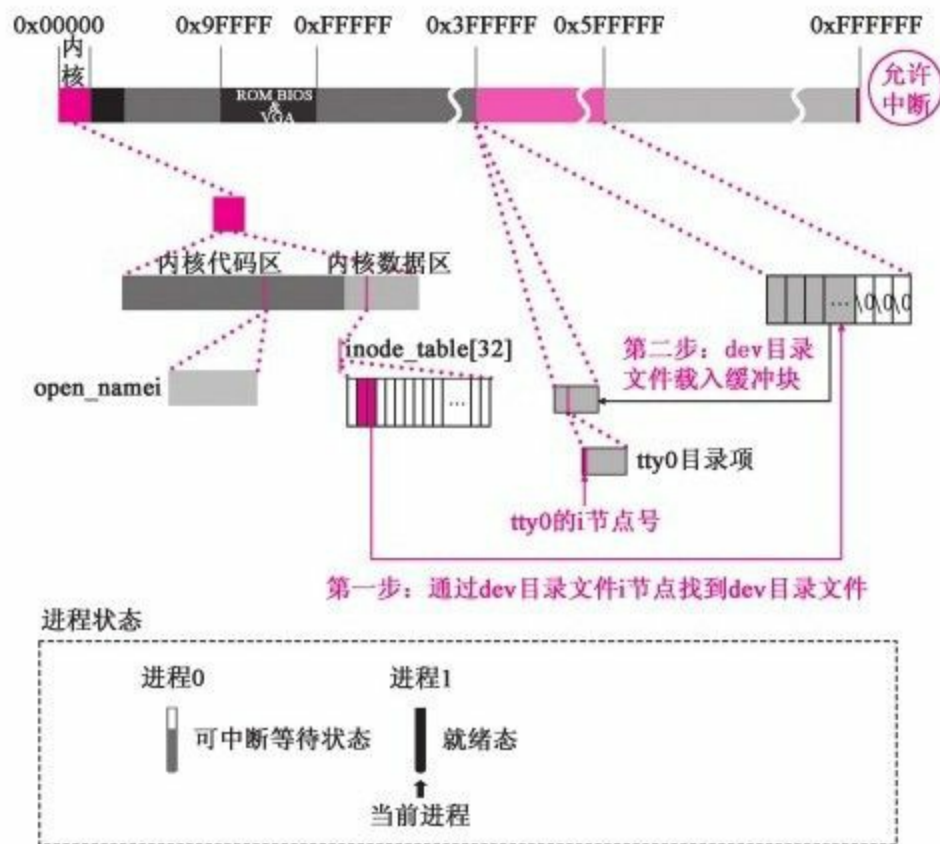 0x00000 0x9FFFF 0xFFFFF 0x3FFFFF 0x5FFFFF 0xFFFFFF
内
核
允许
中断
ROM BIOS
&
VGA
内核代码区 内核数据区
... \0 \0 \0
inode_table[32]
第二步：dev目录
文件载入缓冲块
open_namei
...
tty0目录项
tty0的i节点号
第一步：通过dev目录文件i节点找到dev目录文件
进程状态
进程0 进程1
可中断等待状态 就绪态
当前进程